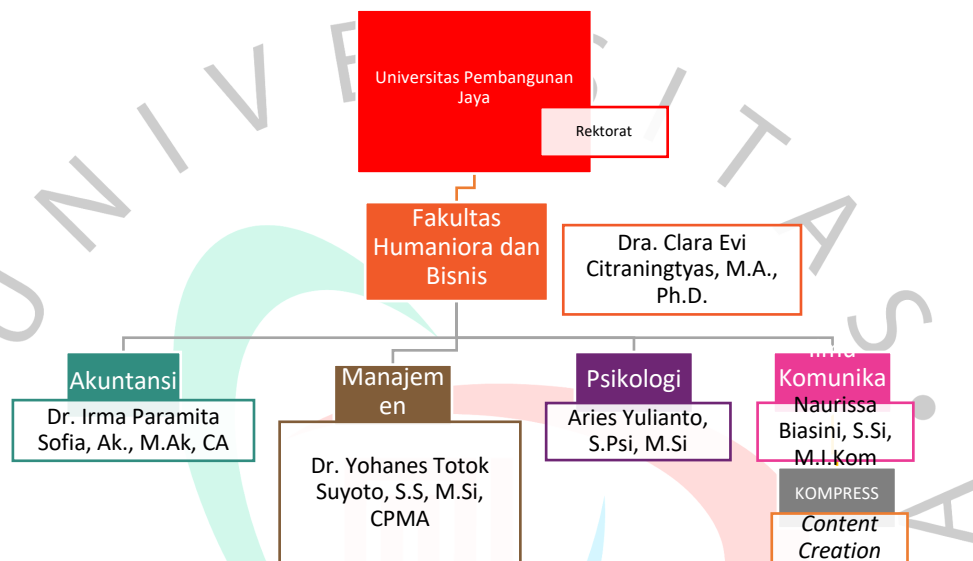 UNIVERSITAS
Universitas Pembangunan
Jaya
Rektorat
Fakultas
Humaniora dan
Bisnis
Dra. Clara Evi
Citraningtyas, M.A.,
Ph.D.
Akuntansi
Dr. Irma Paramita
Sofia, Ak., M.Ak, CA
Manajem
en
Dr. Yohanes Totok
Suyoto, S.S, M.Si,
CPMA
Psikologi
Aries Yulianto,
S.Psi, M.Si
Ilmu
Komunika
Naurissa
Biasini, S.Si,
M.I.Kom
KOMPRESS
Content
Creation